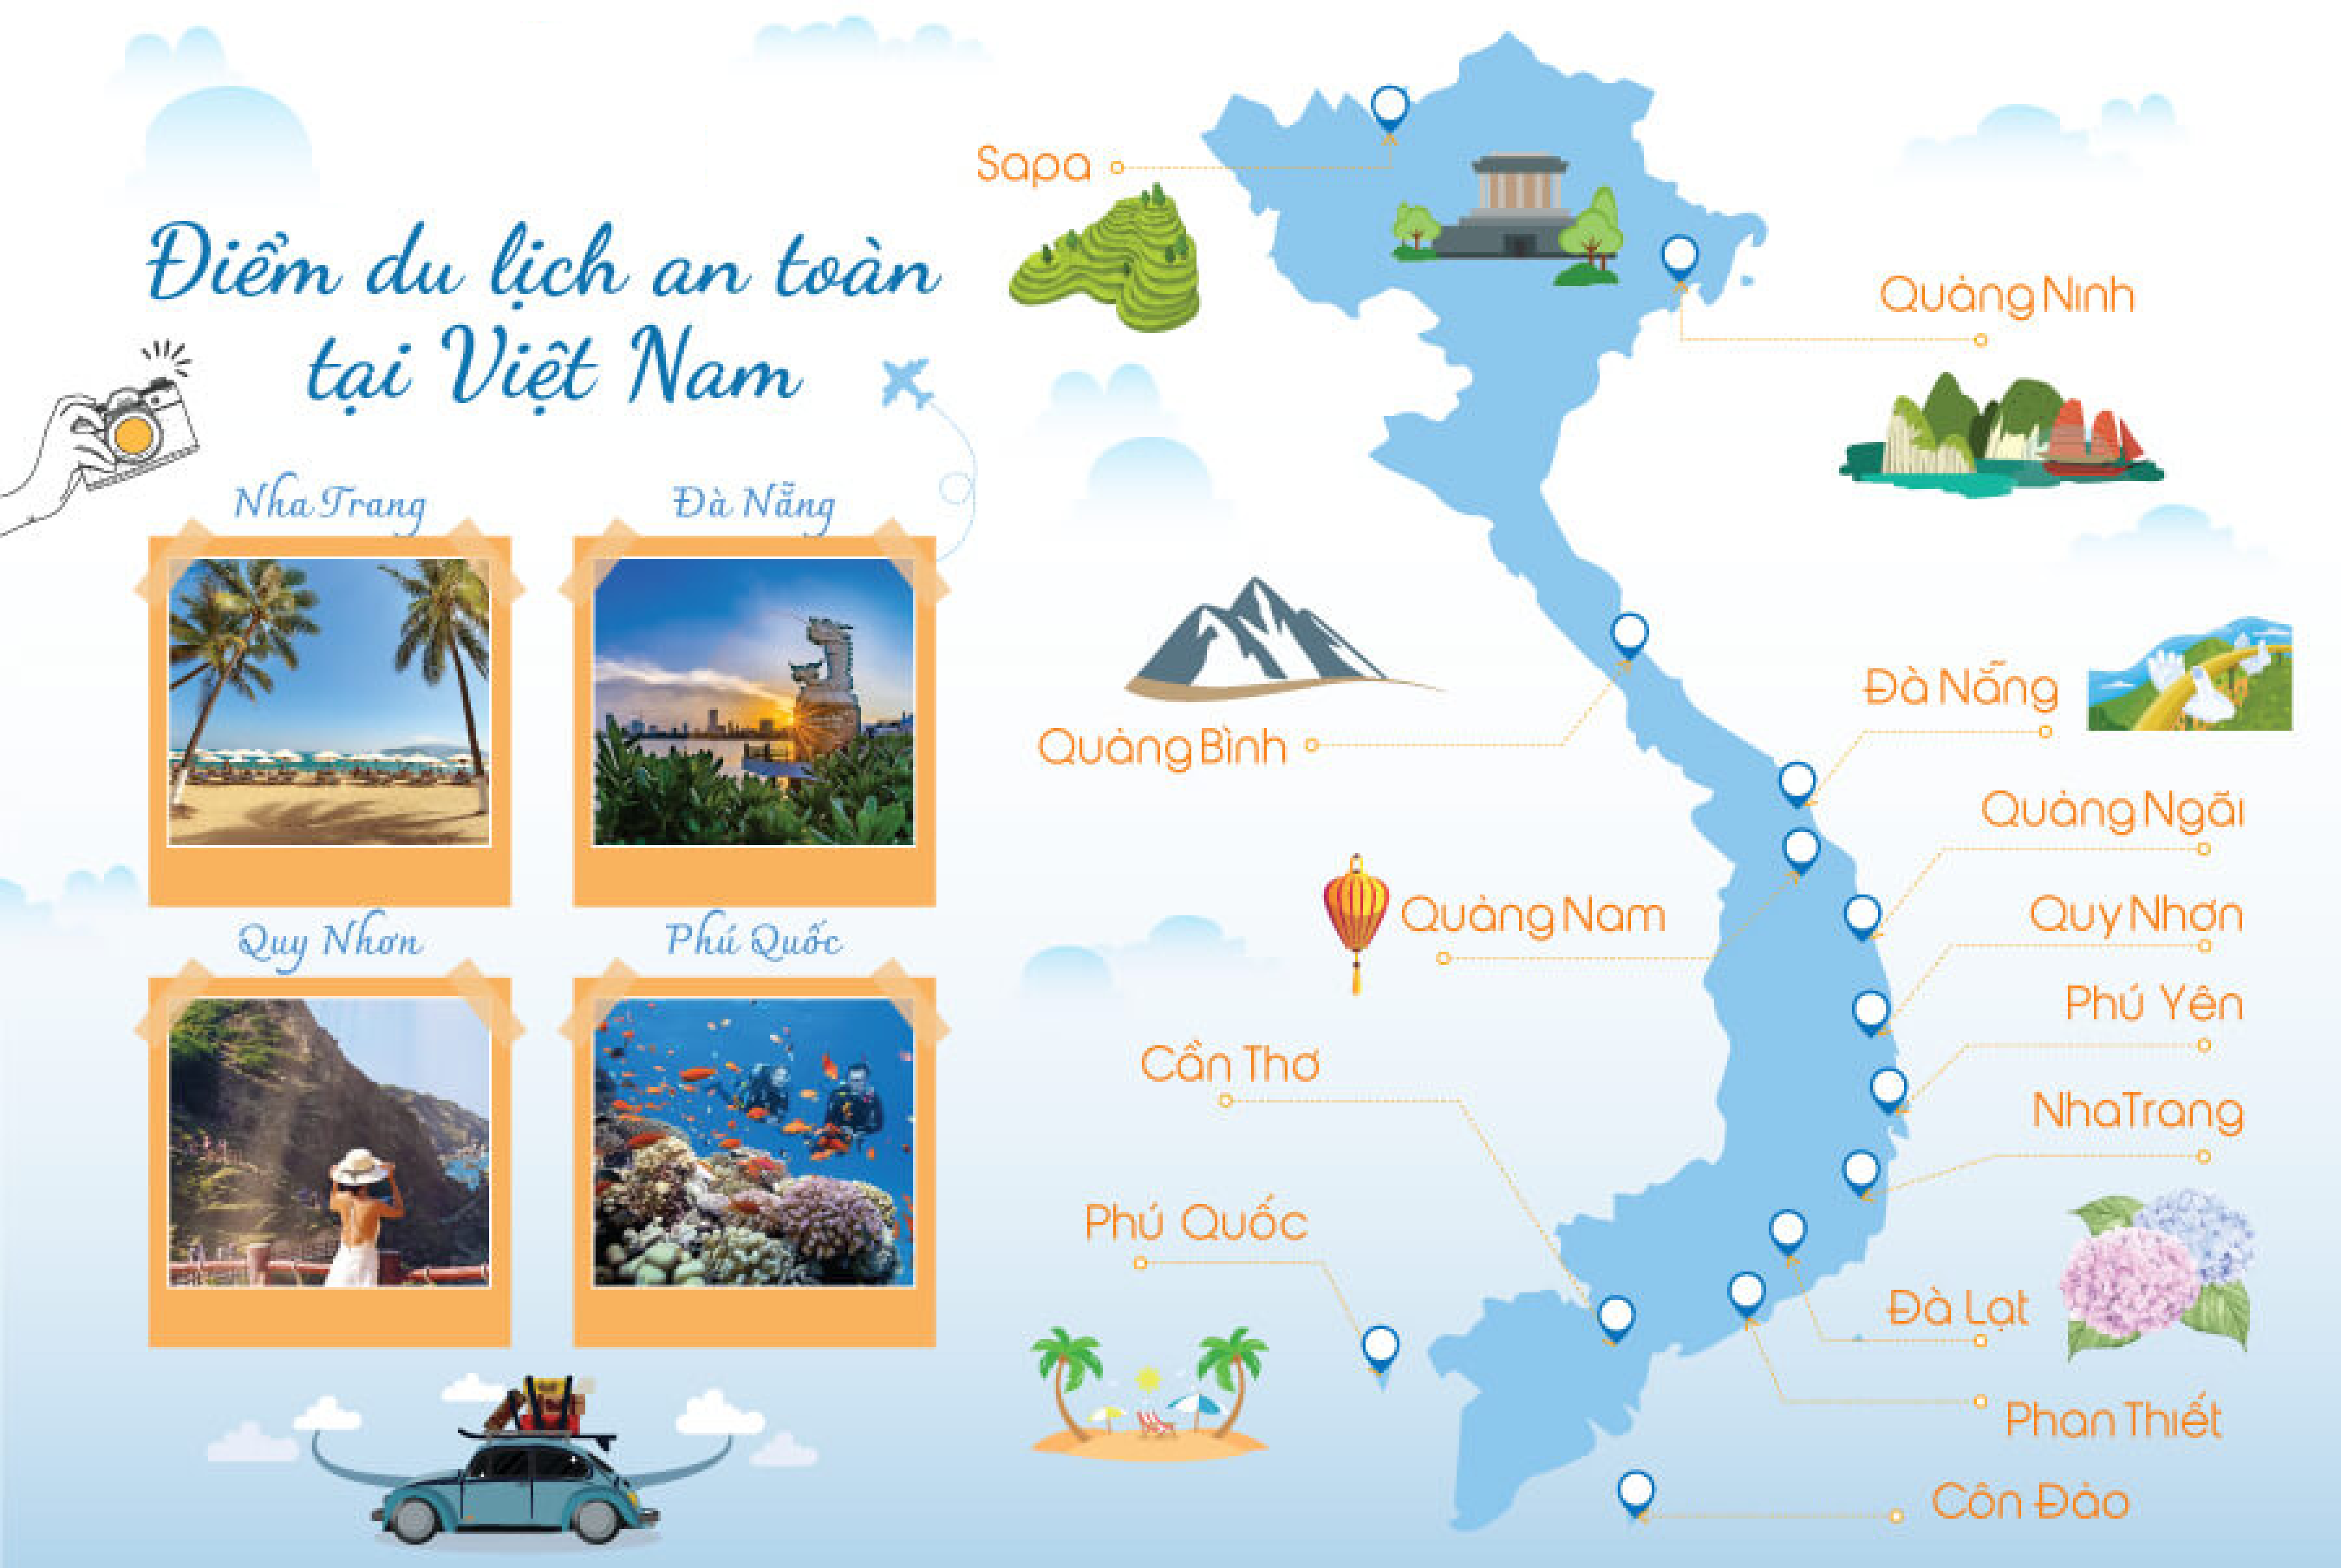 Điểm du lịch an toàn
tại Việt Nam
Nha Trang
Đà Nẵng
Quy Nhơn
Phú Quốc
Sapa
Quảng Ninh
Quảng Bình
Đà Nẵng
Quảng Ngãi
Quảng Nam
Quy Nhơn
Phú Yên
Cần Thơ
NhaTrang
Phú Quốc
Đà Lạt
Phan Thiết
Côn Đảo